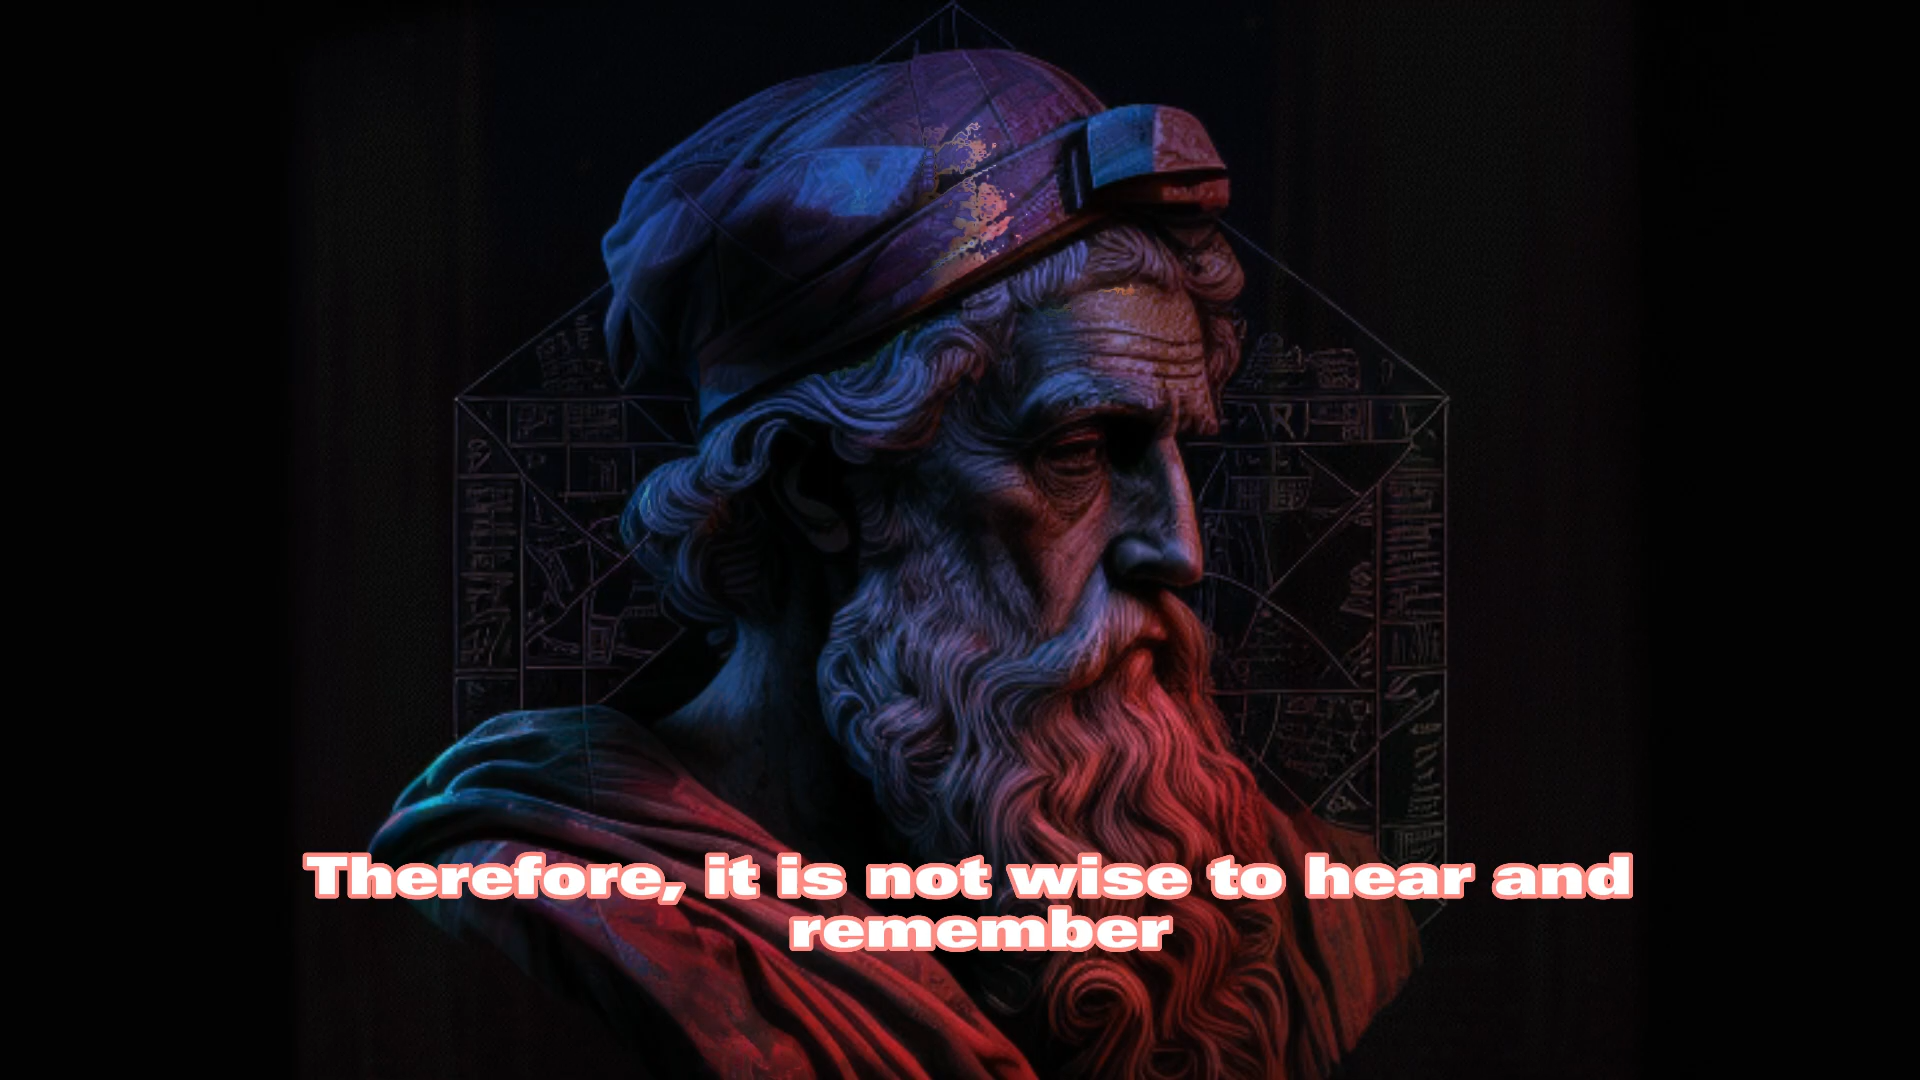 Therefore, it is not wise to hear and
remember